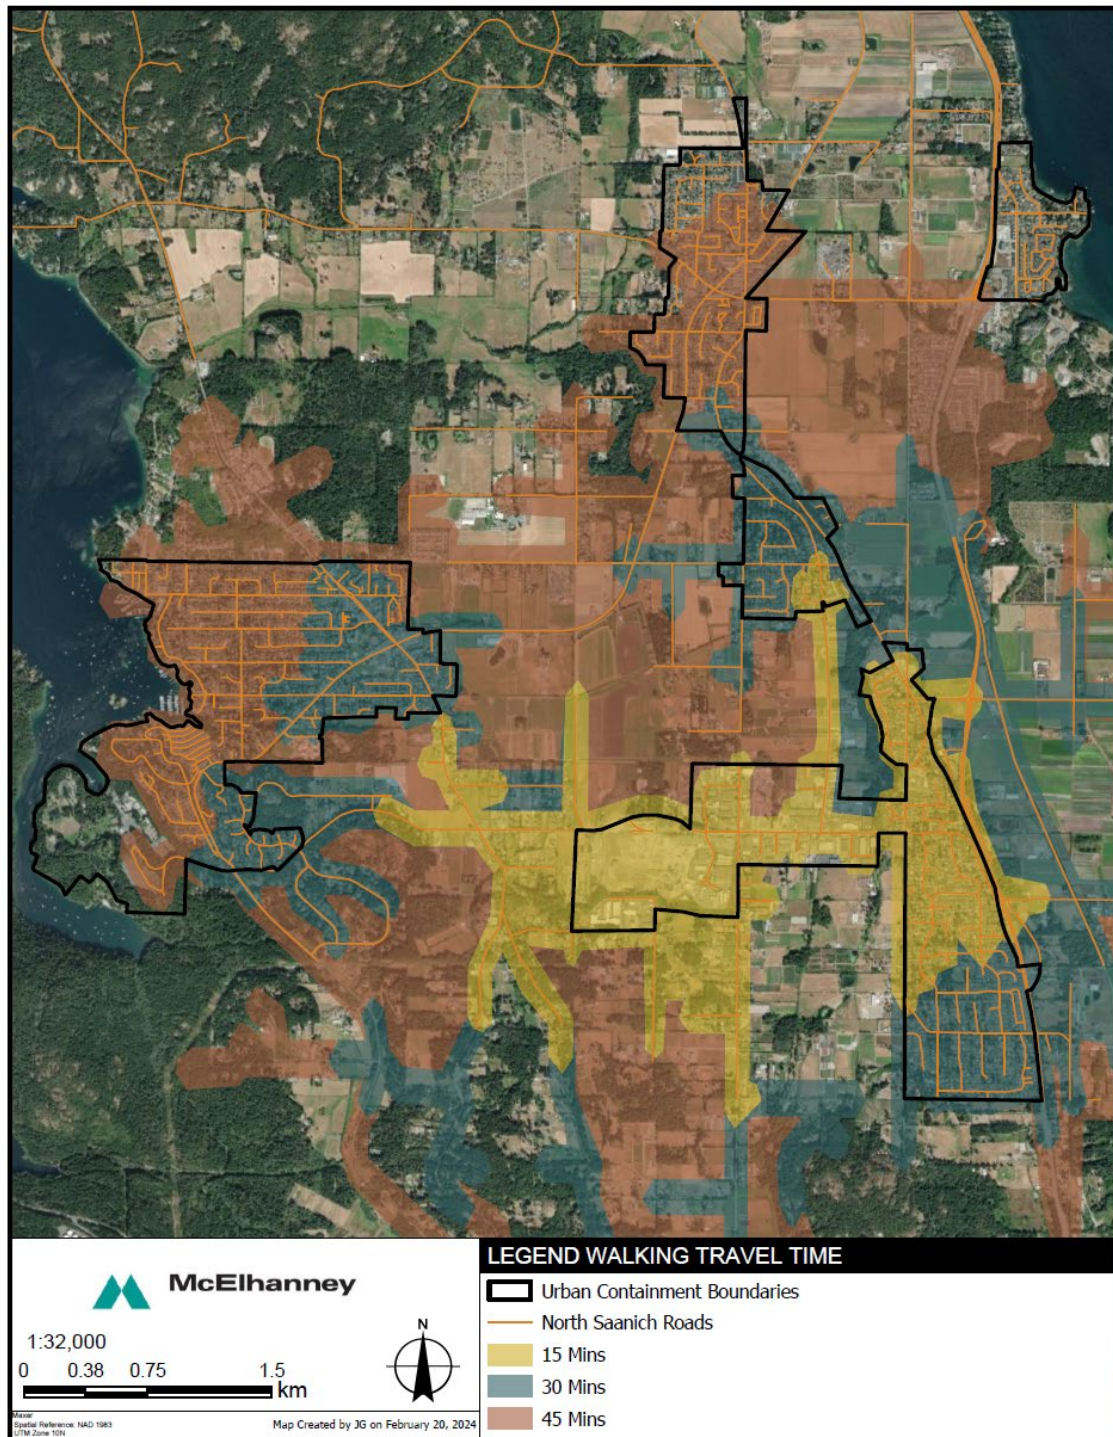 McElhanney
1:32,000
0 0.38 0.75 1.5
km
N
Maxar
Spatial Reference: NAD 1983
UTM Zone 10N
Map Created by JG on February 20, 2024
LEGEND WALKING TRAVEL TIME
Urban Containment Boundaries
North Saanich Roads
15 Mins
30 Mins
45 Mins